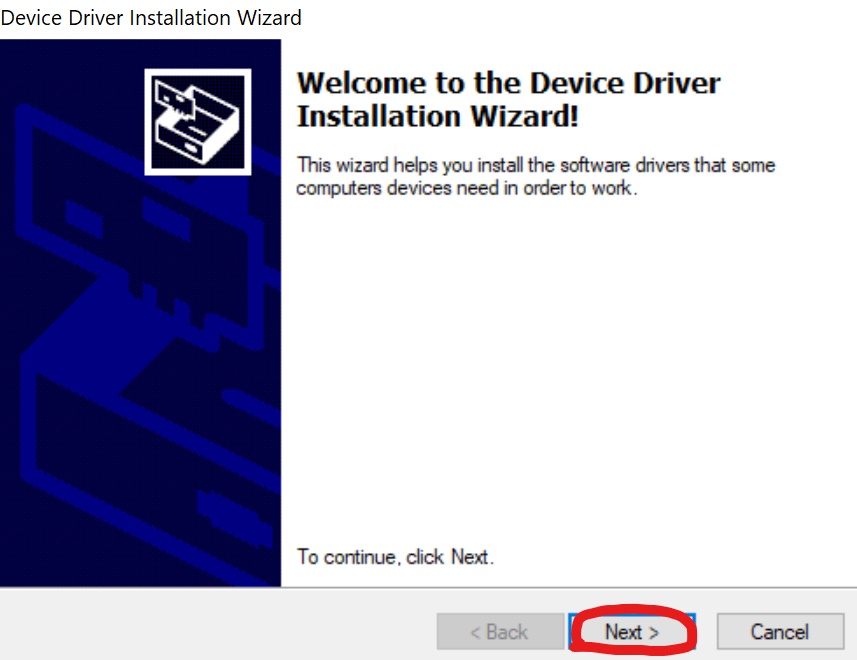 Device Driver Installation Wizard
Welcome to the Device Driver
Installation Wizard!
This wizard helps you install the software drivers that some
computers devices need in order to work.
To continue, click Next.
< Back
Next >
Cancel